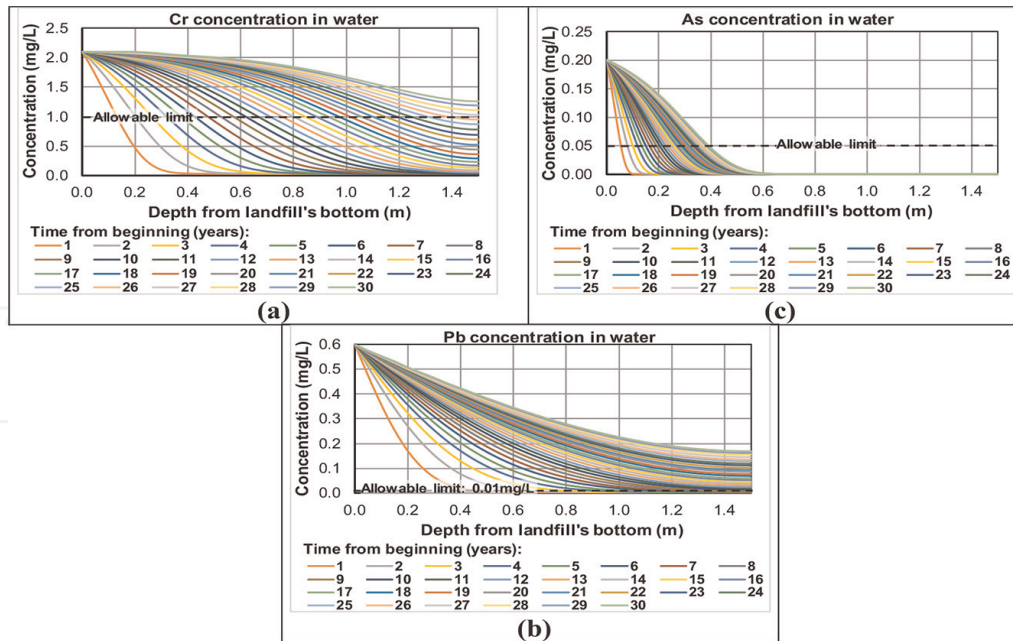 Cr concentration in water
Concentration (mg/L)
2.5
2.0
1.5
1.0
0.5
0.0
Allowable limit
0.0 0.2 0.4 0.6 0.8 1.0 1.2 1.4
Depth from landfill's bottom (m)
Time from beginning (years):
1 2 3 4 5 6 7 8
9 10 11 12 13 14 15 16
17 18 19 20 21 22 23 24
25 26 27 28 29 30
(a)
As concentration in water
Concentration (mg/L)
0.25
0.20
0.15
0.10
0.05
0.00
Allowable limit
0.0 0.2 0.4 0.6 0.8 1.0 1.2 1.4
Depth from landfill's bottom (m)
Time from beginning (years):
1 2 3 4 5 6 7 8
9 10 11 12 13 14 15 16
17 18 19 20 21 22 23 24
25 26 27 28 29 30
(c)
Pb concentration in water
Concentration (mg/L)
0.6
0.5
0.4
0.3
0.2
0.1
0.0
Allowable limit: 0.01mg/L
0.0 0.2 0.4 0.6 0.8 1.0 1.2 1.4
Depth from landfill's bottom (m)
Time from beginning (years):
1 2 3 4 5 6 7 8
9 10 11 12 13 14 15 16
17 18 19 20 21 22 23 24
25 26 27 28 29 30
(b)